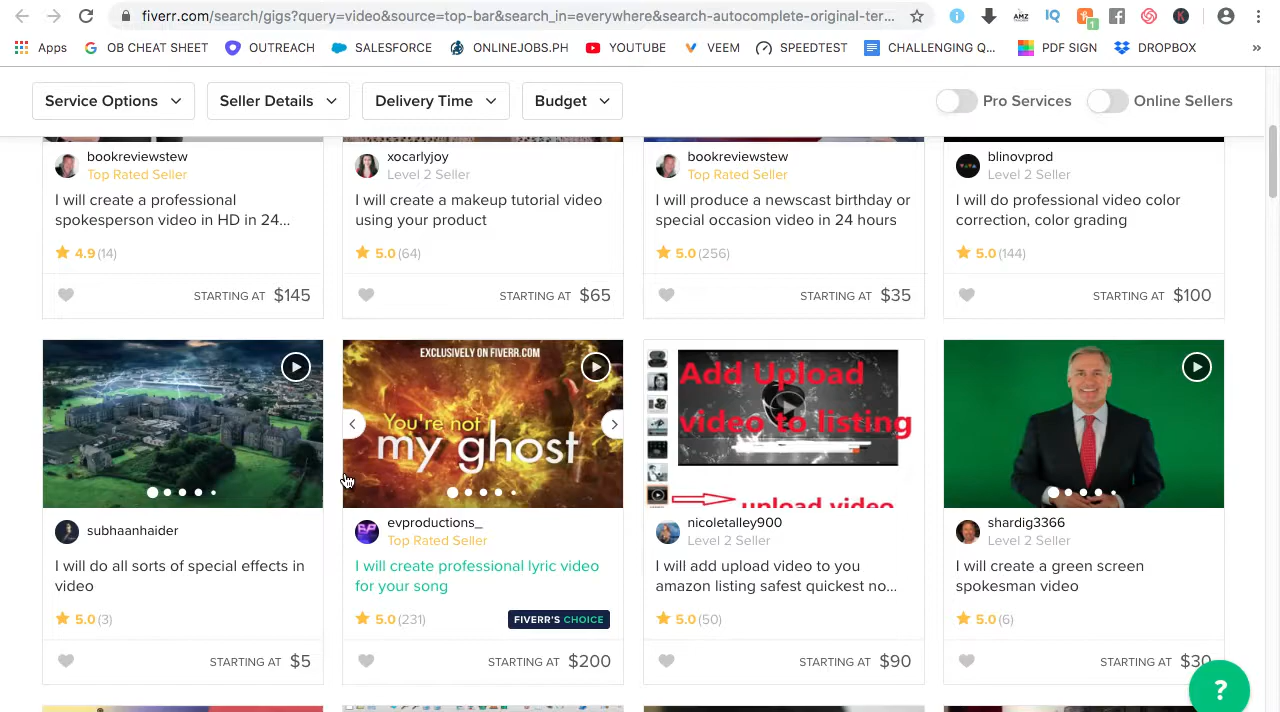 fiverr.com/search/gigs?query=video&source=top-bar&search_in=everywhere&search-autocomplete-original-ter...
Apps
OB CHEAT SHEET
OUTREACH
SALESFORCE
ONLINEJOBS.PH
YOUTUBE
VEEM
SPEEDTEST
CHALLENGING Q...
PDF SIGN
DROPBOX
»
AMZ
IQ
1
K
Service Options
Seller Details
Delivery Time
Budget
Pro Services
Online Sellers
bookreviewstew
Top Rated Seller
I will create a professional
spokesperson video in HD in 24...
4.9 (14)
STARTING AT $145
xocarlyjoy
Level 2 Seller
I will create a makeup tutorial video
using your product
5.0 (64)
STARTING AT $65
bookreviewstew
Top Rated Seller
I will produce a newscast birthday or
special occasion video in 24 hours
5.0 (256)
STARTING AT $35
blinovprod
Level 2 Seller
I will do professional video color
correction, color grading
5.0 (144)
STARTING AT $100
subhaanhaider
I will do all sorts of special effects in
video
5.0 (3)
STARTING AT $5
EXCLUSIVELY ON FIVERR.COM
You're not
my ghost
evproductions_
Top Rated Seller
I will create professional lyric video
for your song
5.0 (231)
FIVERR'S CHOICE
STARTING AT $200
Add Upload
video to listing
upload video
nicoletalley900
Level 2 Seller
I will add upload video to you
amazon listing safest quickest no...
5.0 (50)
STARTING AT $90
shardig3366
Level 2 Seller
I will create a green screen
spokesman video
5.0 (6)
STARTING AT $30
?